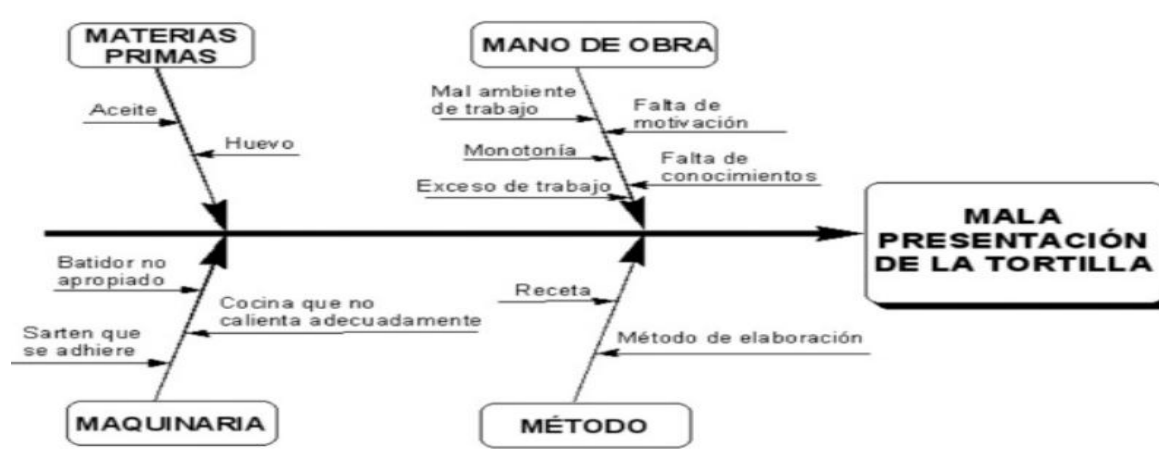 MATERIAS
PRIMAS
MANO DE OBRA
Aceite
Huevo
Mal ambiente
de trabajo
Falta de
motivación
Monotonía
Falta de
conocimientos
Exceso de trabajo
MALA
PRESENTACIÓN
DE LA TORTILLA
Batidor no
apropiado
Cocina que no
calienta adecuadamente
Sarten que
se adhiere
Receta
Método de elaboración
MAQUINARIA
MÉTODO